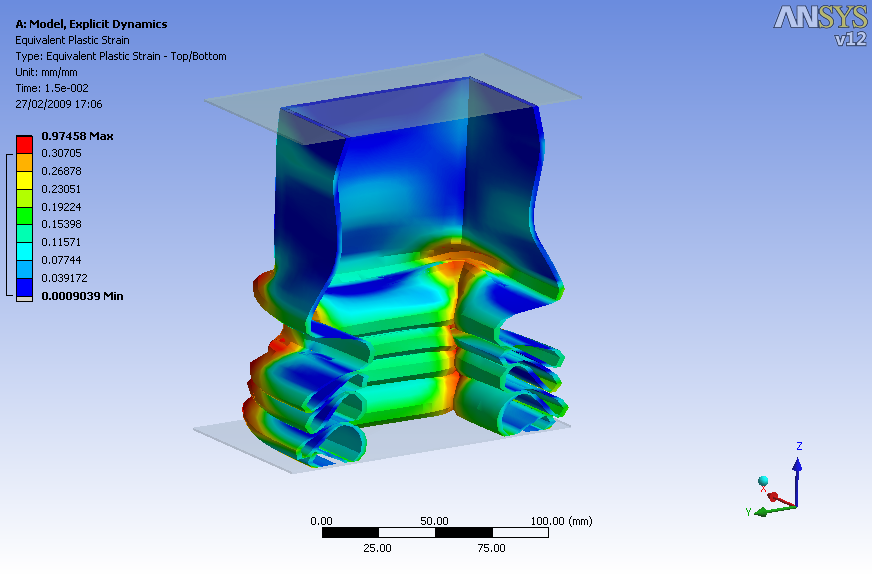 A: Model, Explicit Dynamics
Equivalent Plastic Strain
Type: Equivalent Plastic Strain - Top/Bottom
Unit: mm/mm
Time: 1.5e-002
27/02/2009 17:06
ANSYS
v12
0.97458 Max
0.30705
0.26878
0.23051
0.19224
0.15398
0.11571
0.07744
0.039172
0.0009039 Min
Z
X
Y
0.00 50.00 100.00 (mm)
25.00 75.00